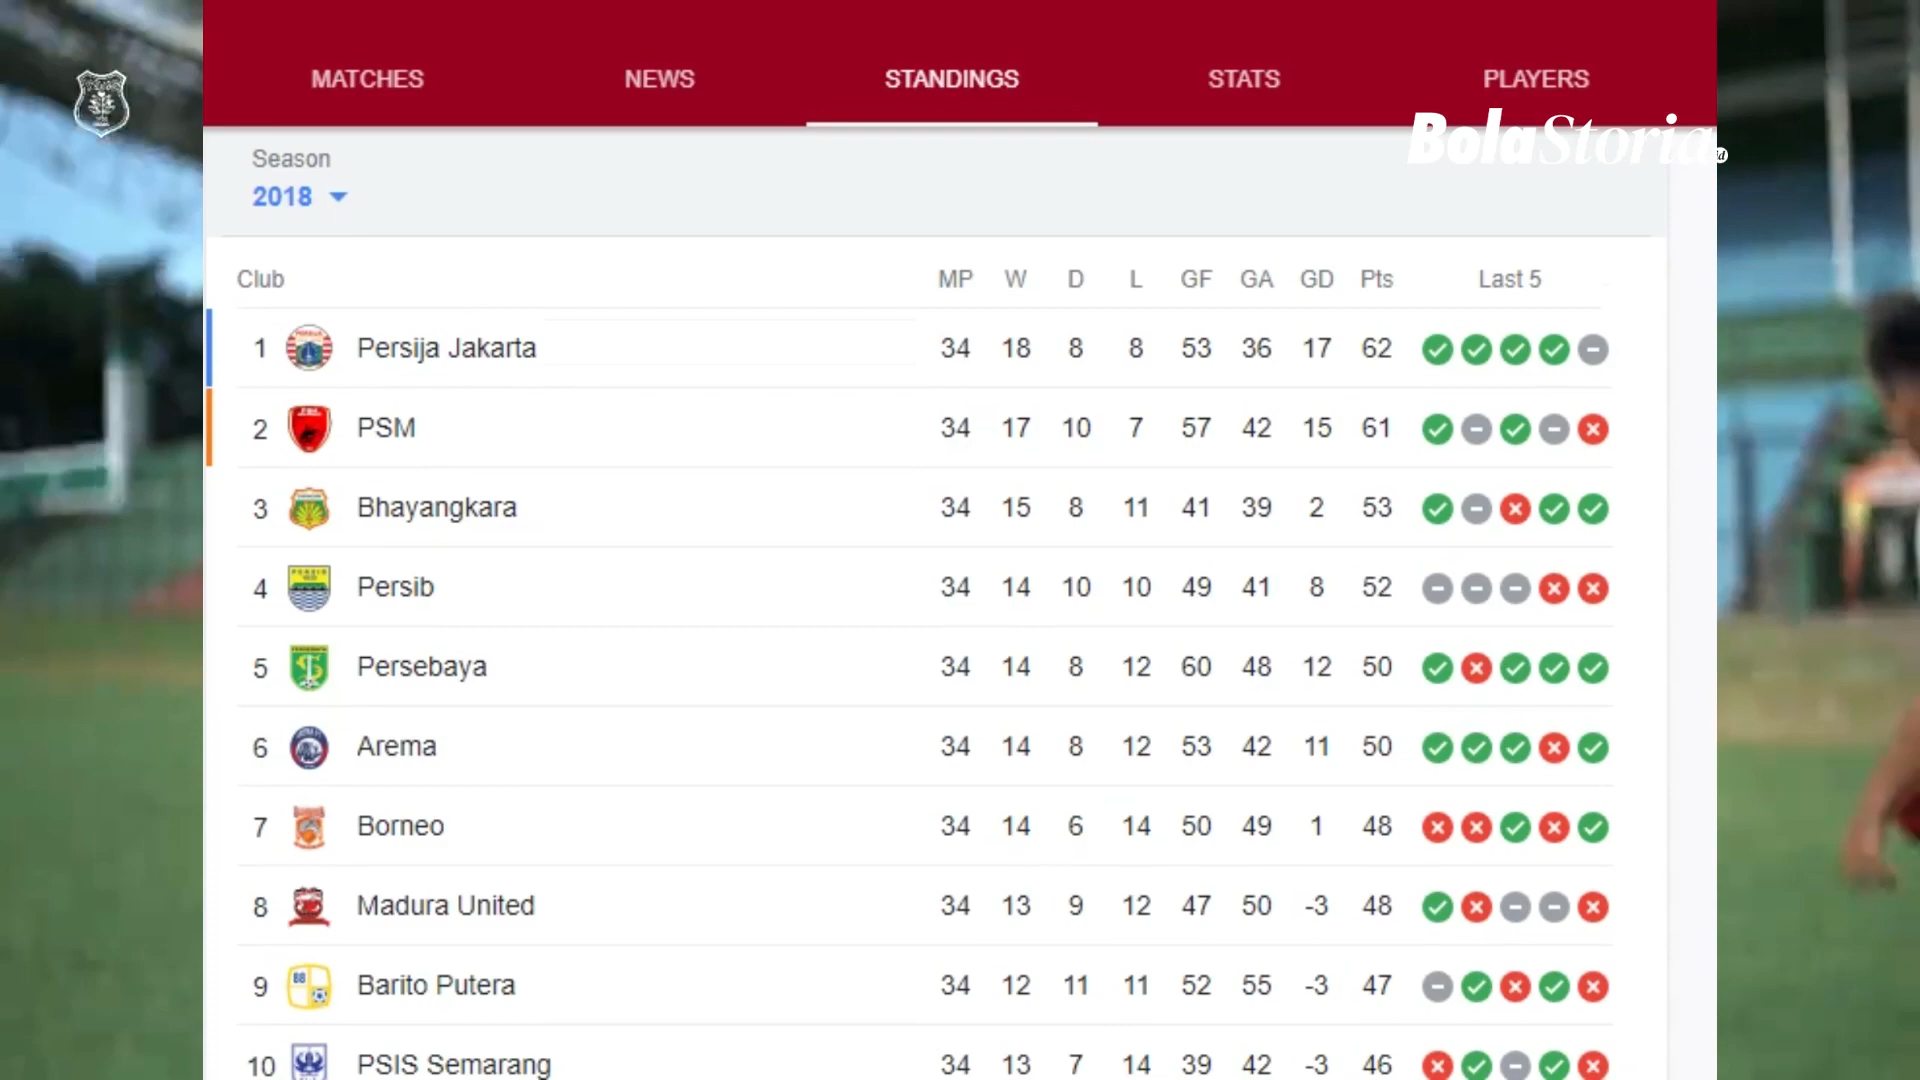 MATCHES NEWS STANDINGS STATS PLAYERS
BolaStoria
Season
2018
Club MP W D L GF GA GD Pts Last 5
1 Persija Jakarta 34 18 8 8 53 36 17 62
2 PSM 34 17 10 7 57 42 15 61
3 Bhayangkara 34 15 8 11 41 39 2 53
4 Persib 34 14 10 10 49 41 8 52
5 Persebaya 34 14 8 12 60 48 12 50
6 Arema 34 14 8 12 53 42 11 50
7 Borneo 34 14 6 14 50 49 1 48
8 Madura United 34 13 9 12 47 50 -3 48
9 Barito Putera 34 12 11 11 52 55 -3 47
10 PSIS Semarang 34 13 7 14 39 42 -3 46